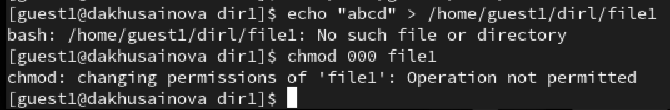 [guest1@dakhusainova dir1]$ echo "abcd" > /home/guest1/dirl/file1
bash: /home/guest1/dirl/file1: No such file or directory
[guest1@dakhusainova dir1]$ chmod 000 file1
chmod: changing permissions of 'file1': Operation not permitted
[guest1@dakhusainova dir1]$